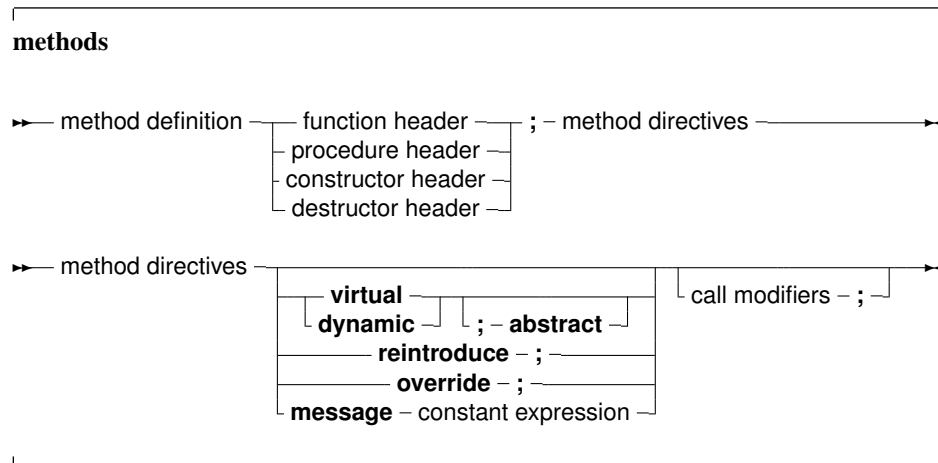 methods
method definition function header ; method directives
procedure header
constructor header
destructor header
method directives
virtual call modifiers ;
dynamic ; abstract
reintroduce ;
override ;
message constant expression